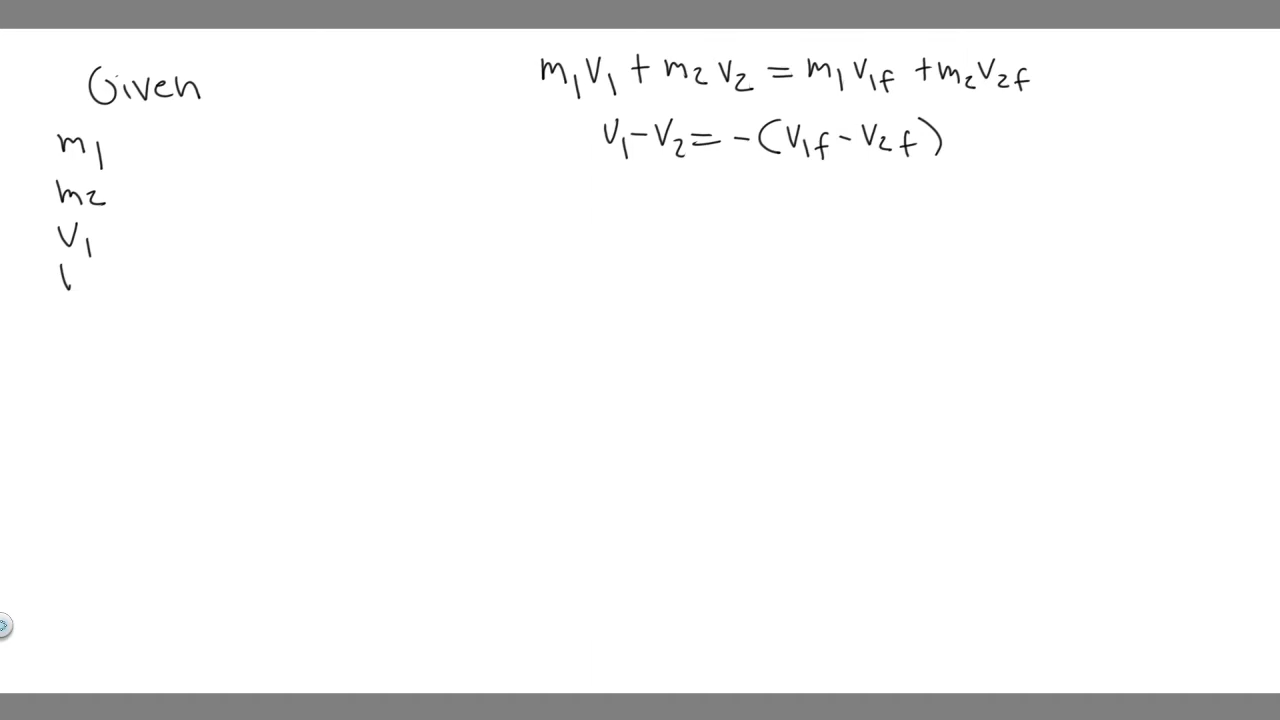 Given
m1
m2
v1
m1v1 + m2v2 = m1v1f + m2v2f
v1 - v2 = -(v1f - v2f)